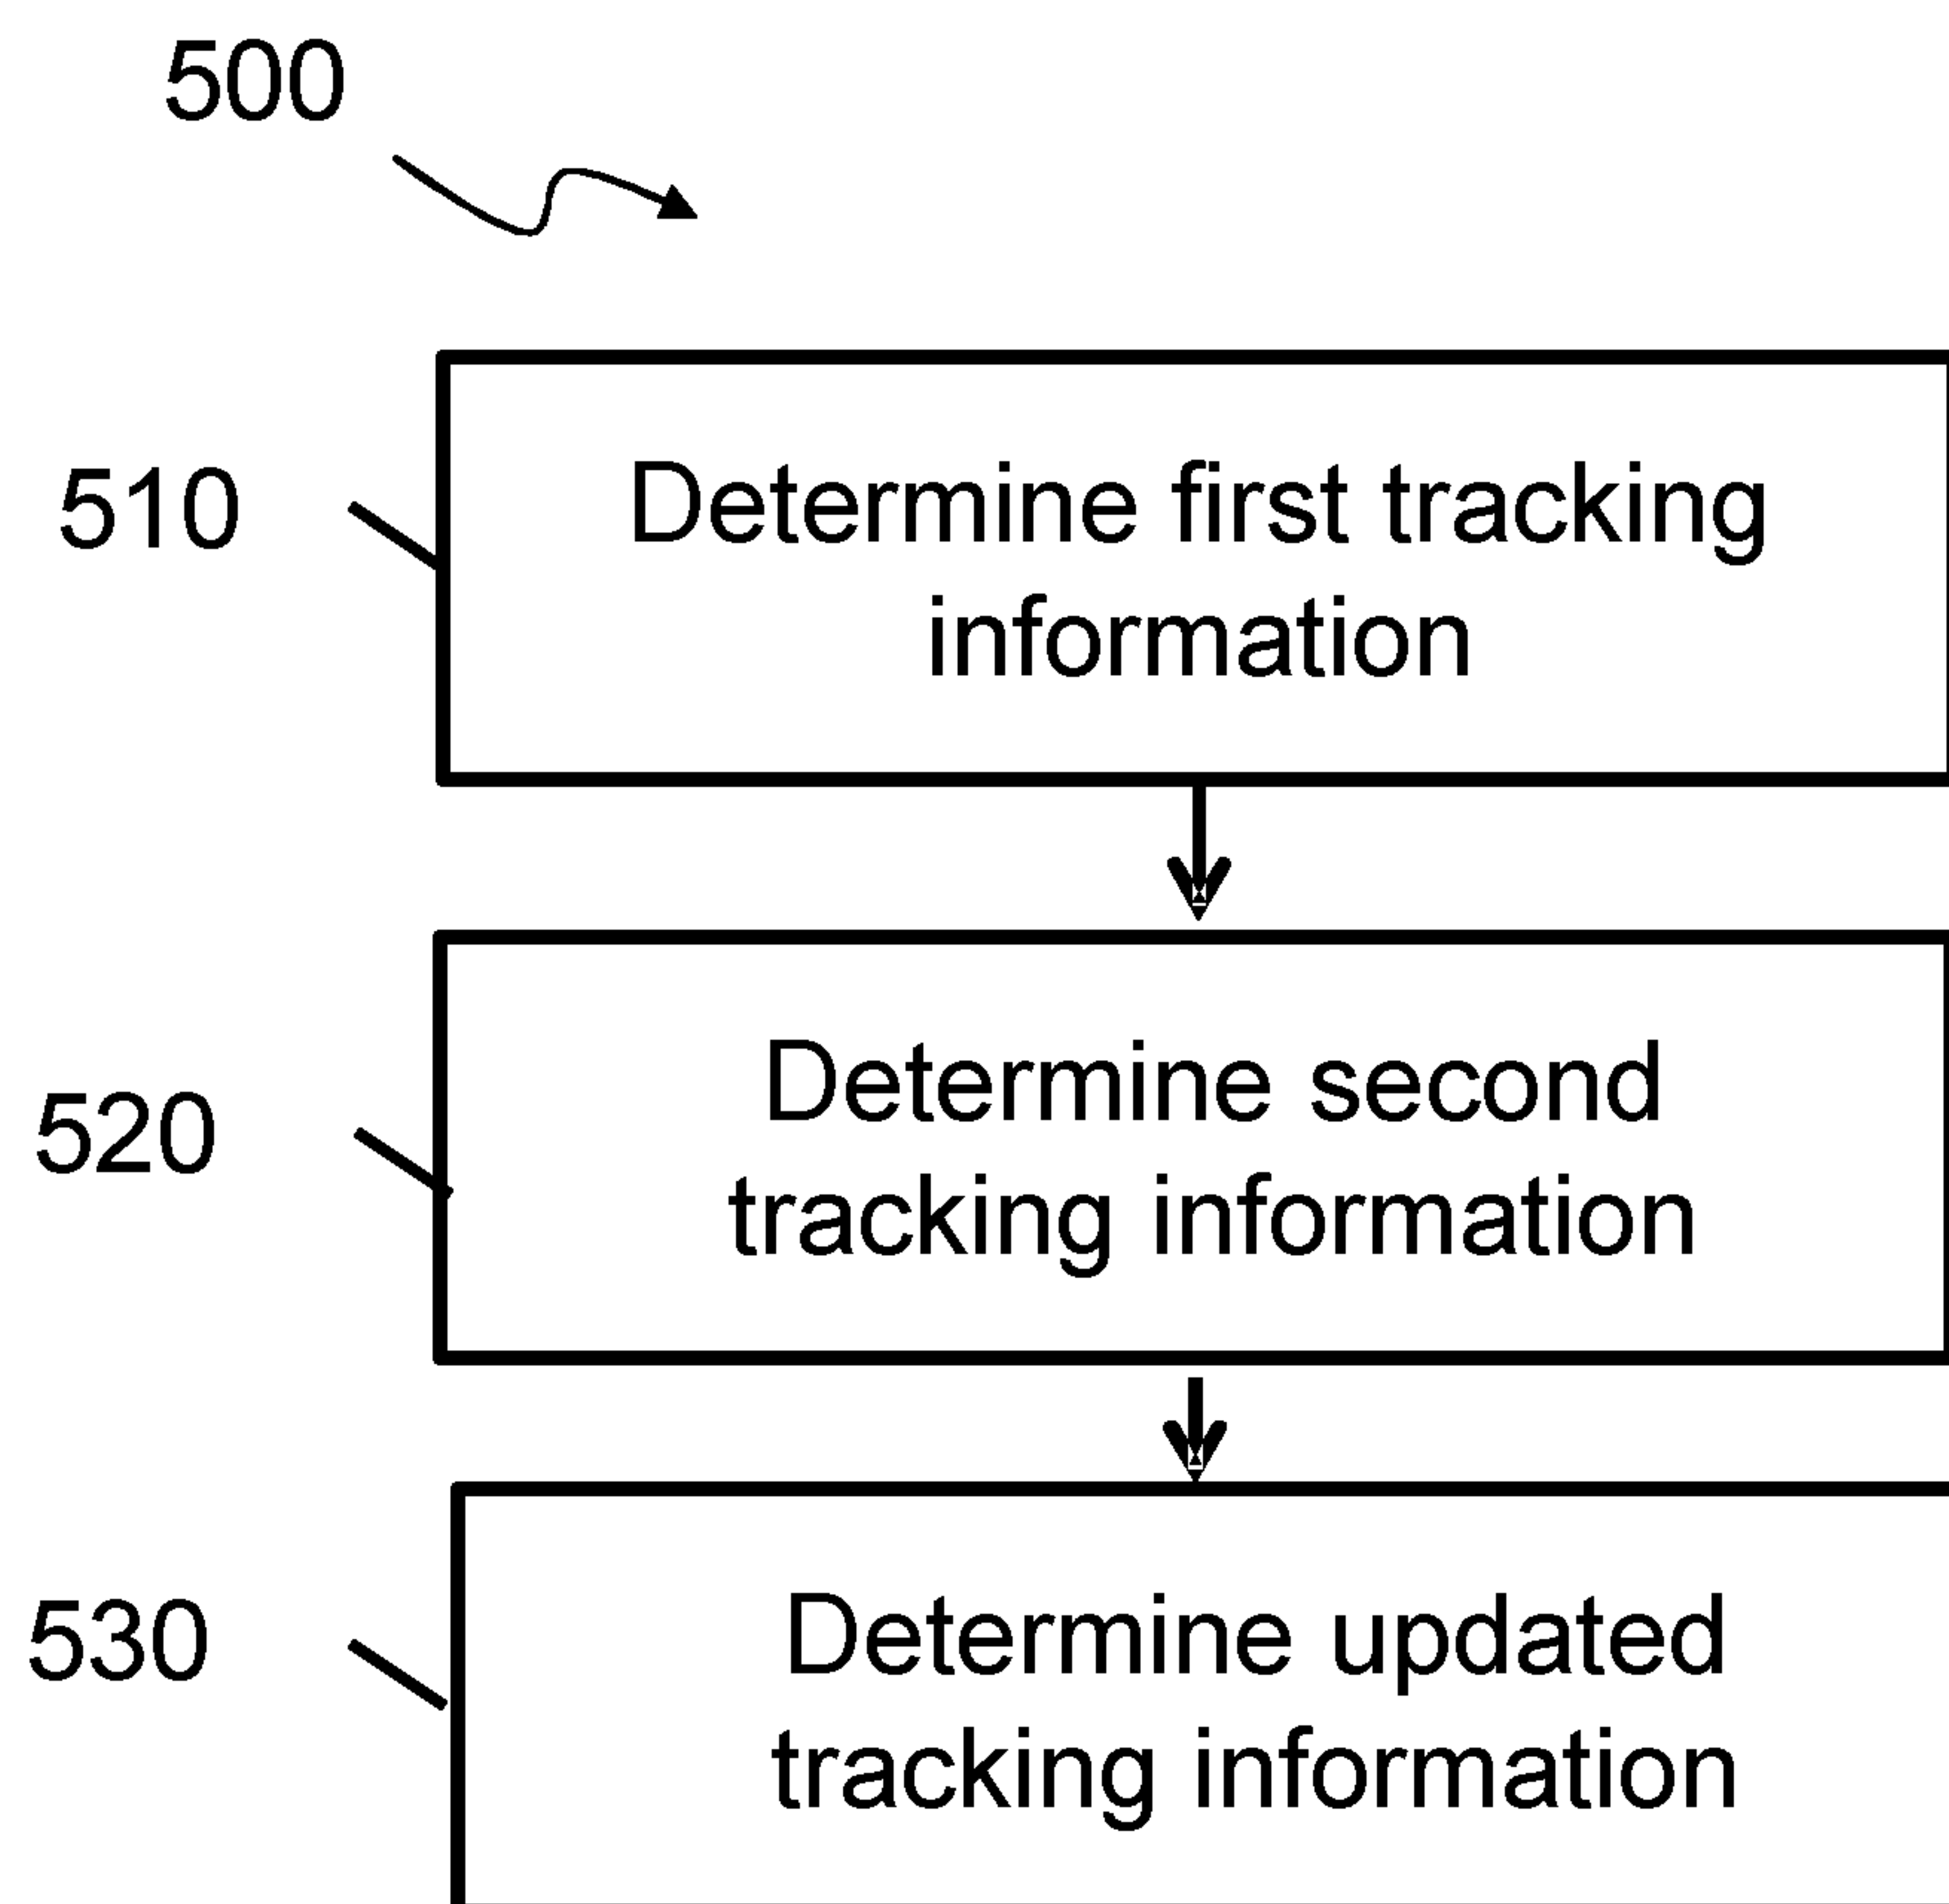 500
510
Determine first tracking
information
520
Determine second
tracking information
530
Determine updated
tracking information